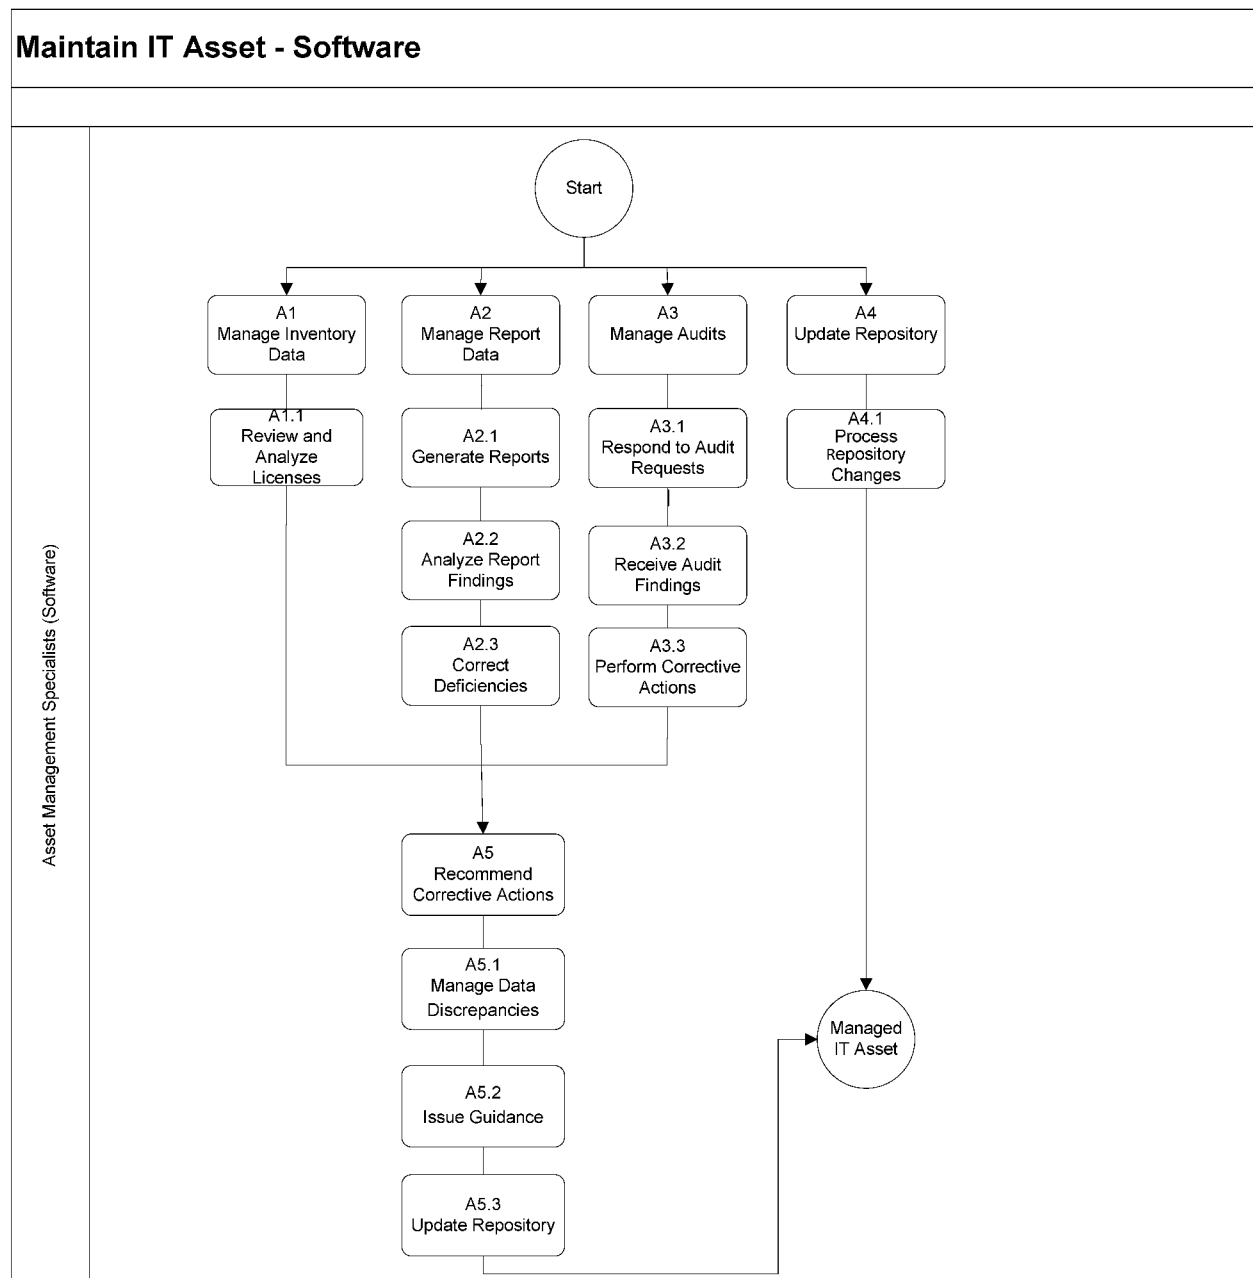 Maintain IT Asset - Software
Asset Management Specialists (Software)
Start
A1
Manage Inventory
Data
A2
Manage Report
Data
A3
Manage Audits
A4
Update Repository
A1.1
Review and
Analyze
Licenses
A2.1
Generate Reports
A3.1
Respond to Audit
Requests
A4.1
Process
Repository
Changes
A2.2
Analyze Report
Findings
A3.2
Receive Audit
Findings
A2.3
Correct
Deficiencies
A3.3
Perform Corrective
Actions
A5
Recommend
Corrective Actions
A5.1
Manage Data
Discrepancies
Managed
IT Asset
A5.2
Issue Guidance
A5.3
Update Repository